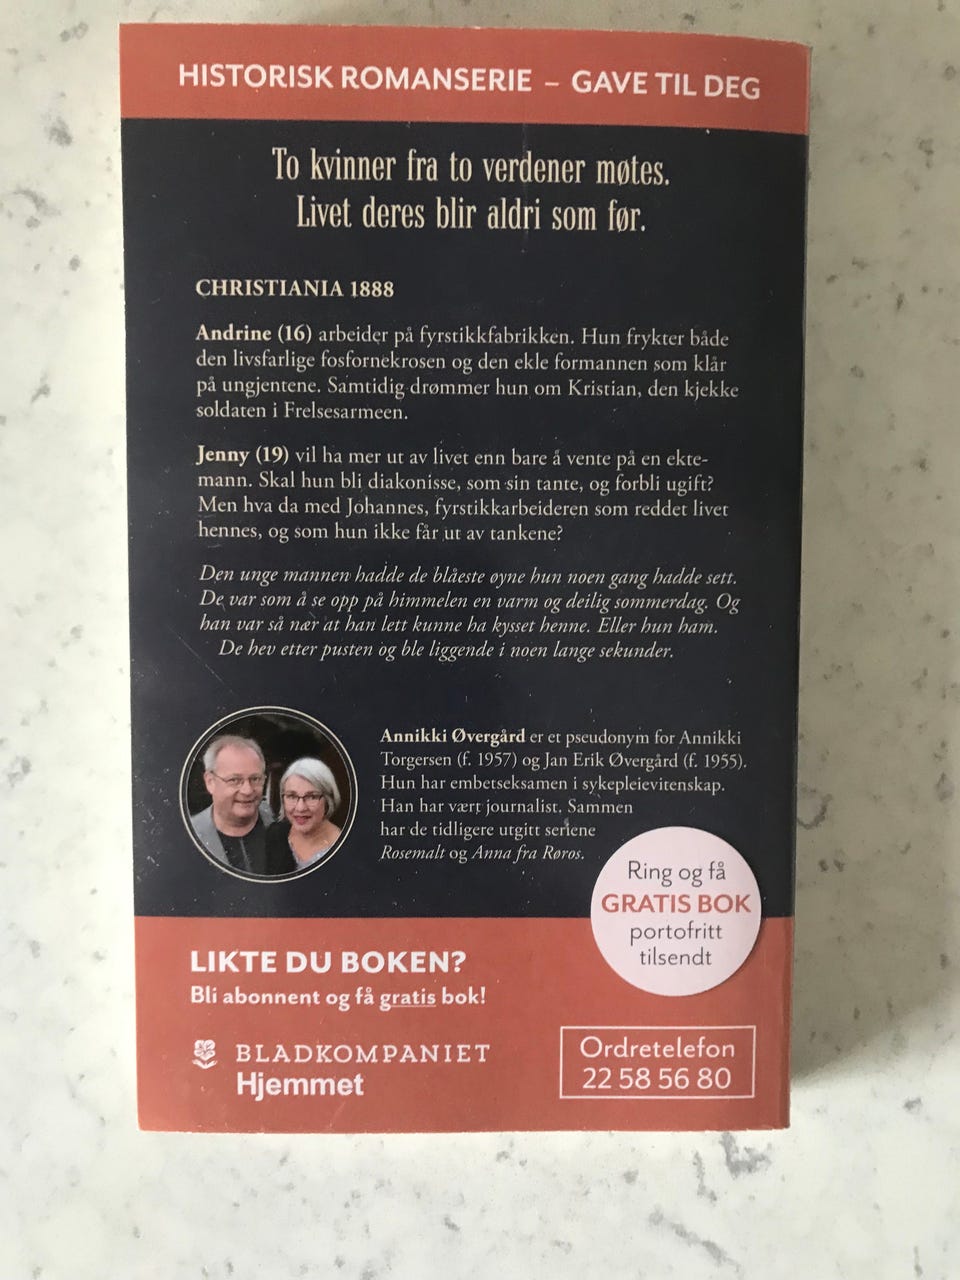 HISTORISK ROMANSERIE – GAVE TIL DEG
To kvinner fra to verdener møtes.
Livet deres blir aldri som før.
CHRISTIANIA 1888
Andrine (16) arbeider på fyrstikkfabrikken. Hun frykter både
den livsfarlige fosfornekrosen og den ekle formannen som klår
på ungjentene. Samtidig drømmer hun om Kristian, den kjekke
soldaten i Frelsesarmeen.
Jenny (19) vil ha mer ut av livet enn bare å vente på en ekte-
mann. Skal hun bli diakonisse, som sin tante, og forbli ugift?
Men hva da med Johannes, fyrstikkarbeideren som reddet livet
hennes, og som hun ikke får ut av tankene?
Den unge mannen hadde de blåeste øyne hun noen gang hadde sett.
De var som å se opp på himmelen en varm og deilig sommerdag. Og
han var så nær at han lett kunne ha kysset henne. Eller hun ham.
De hev etter pusten og ble liggende i noen lange sekunder.
Annikki Øvergård er et pseudonym for Annikki
Torgersen (f. 1957) og Jan Erik Øvergård (f. 1955).
Hun har embetseksamen i sykepleievitenskap.
Han har vært journalist. Sammen
har de tidligere utgitt seriene
Rosemalt og Anna fra Røros.
Ring og få
GRATIS BOK
portofritt
tilsendt
LIKTE DU BOKEN?
Bli abonnent og få gratis bok!
BLADKOMPANIET
Hjemmet
Ordretelefon
22 58 56 80